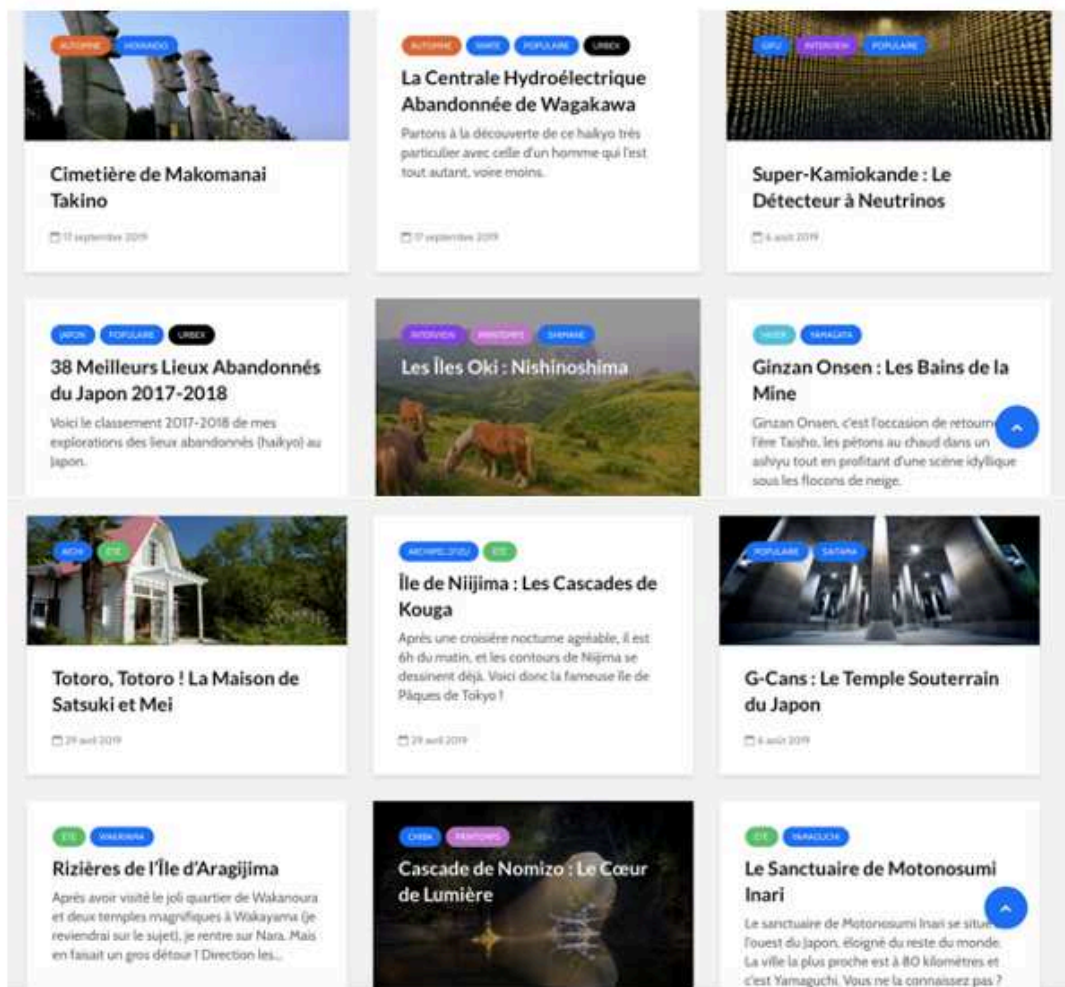 AUTOMNE HOKKAIDO
Cimetière de Makomanai
Takino
17 septembre 2019
AUTOMNE IWATE POPULAIRE URBEX
La Centrale Hydroélectrique
Abandonnée de Wagakawa
Partons à la découverte de ce haikyo très
particulier avec celle d'un homme qui l'est
tout autant, voire moins.
17 septembre 2019
GIFU INTERVIEW POPULAIRE
Super-Kamiokande : Le
Détecteur à Neutrinos
6 août 2019
JAPON POPULAIRE URBEX
38 Meilleurs Lieux Abandonnés
du Japon 2017-2018
Voici le classement 2017-2018 de mes
explorations des lieux abandonnés (haikyo) au
Japon.
INTERVIEW PRINTEMPS SHIMANE
Les Îles Oki : Nishinoshima
HIVER YAMAGATA
Ginzan Onsen : Les Bains de la
Mine
Ginzan Onsen, c'est l'occasion de retourne
l'ère Taisho, les pétons au chaud dans un
ashiyu tout en profitant d'une scène idyllique
sous les flocons de neige.
AICHI ÉTÉ
Totoro, Totoro ! La Maison de
Satsuki et Mei
29 avril 2019
ARCHIPEL D'IZU ÉTÉ
Île de Niijima : Les Cascades de
Kouga
Après une croisière nocturne agréable, il est
6h du matin, et les contours de Niijima se
dessinent déjà. Voici donc la fameuse île de
Pâques de Tokyo !
29 avril 2019
POPULAIRE SAITAMA
G-Cans : Le Temple Souterrain
du Japon
6 août 2019
ÉTÉ WAKAYAMA
Rizières de l'Île d'Aragijima
Après avoir visité le joli quartier de Wakanoura
et deux temples magnifiques à Wakayama (je
reviendrai sur le sujet), je rentre sur Nara. Mais
en faisait un gros détour ! Direction les...
CHIBA PRINTEMPS
Cascade de Nomizo : Le Cœur
de Lumière
ÉTÉ YAMAGUCHI
Le Sanctuaire de Motonosumi
Inari
Le sanctuaire de Motonosumi Inari se situe
l'ouest du Japon, éloigné du reste du monde.
La ville la plus proche est à 80 kilomètres et
c'est Yamaguchi. Vous ne la connaissez pas ?